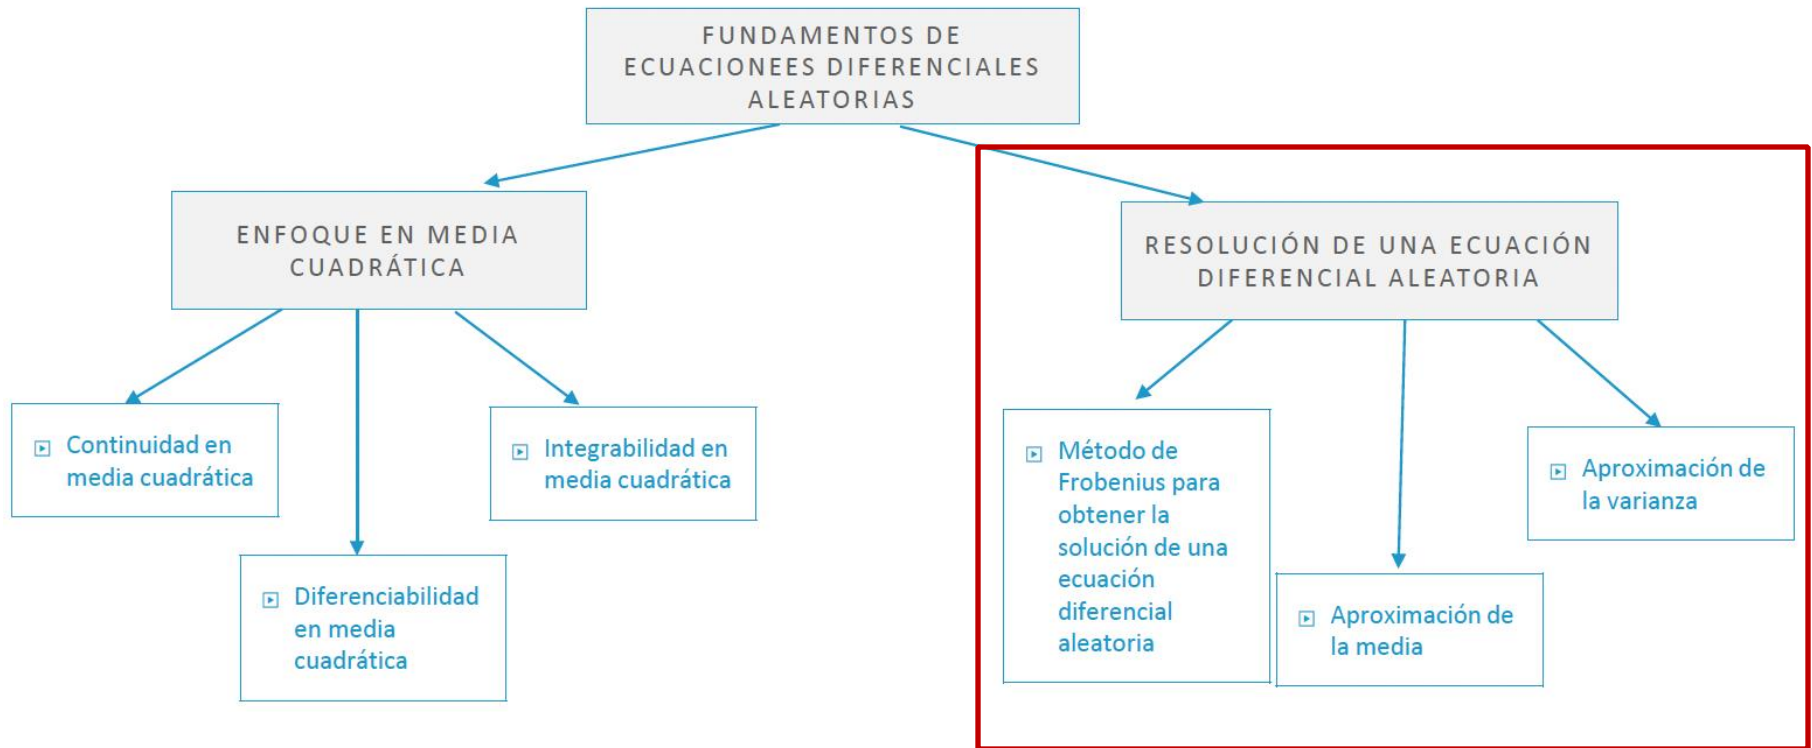 FUNDAMENTOS DE
ECUACIONEES DIFERENCIALES
ALEATORIAS
ENFOQUE EN MEDIA
CUADRÁTICA
RESOLUCIÓN DE UNA ECUACIÓN
DIFERENCIAL ALEATORIA
Continuidad en
media cuadrática
Integrabilidad en
media cuadrática
Diferenciabilidad
en media
cuadrática
Método de
Frobenius para
obtener la
solución de una
ecuación
diferencial
aleatoria
Aproximación de
la media
Aproximación de
la varianza